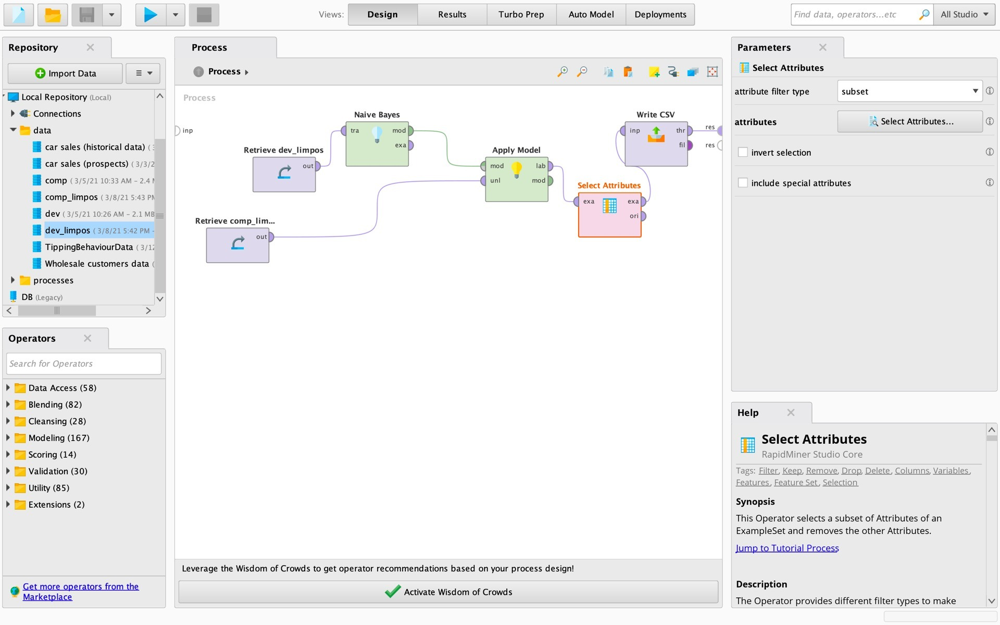 Views: Design Results Turbo Prep Auto Model Deployments
Find data, operators...etc
All Studio
Repository
Import Data
Local Repository (Local)
Connections
data
car sales (historical data) (
car sales (prospects) ( 3/3/2
comp ( 3/5/21 10:33 AM – 2.4
comp_limpos ( 3/8/21 5:43 PM
dev ( 3/5/21 10:26 AM – 2.1 MB
dev_limpos ( 3/8/21 5:42 PM –
TippingBehaviourData ( 3/12
Wholesale customers data (
processes
DB (Legacy)
Operators
Search for Operators
Data Access (58)
Blending (82)
Cleansing (28)
Modeling (167)
Scoring (14)
Validation (30)
Utility (85)
Extensions (2)
Get more operators from the
Marketplace
Process
Process
Process
inp
Retrieve dev_limpos
out
Retrieve comp_lim...
out
Naive Bayes
tra mod
exa
Apply Model
mod lab
unl mod
Select Attributes
exa exa
ori
Write CSV
inp thr
fil
res
res
Leverage the Wisdom of Crowds to get operator recommendations based on your process design!
Activate Wisdom of Crowds
Parameters
Select Attributes
attribute filter type subset
attributes Select Attributes...
invert selection
include special attributes
Help
Select Attributes
RapidMiner Studio Core
Tags: Filter, Keep, Remove, Drop, Delete, Columns, Variables,
Features, Feature Set, Selection
Synopsis
This Operator selects a subset of Attributes of an
ExampleSet and removes the other Attributes.
Jump to Tutorial Process
Description
The Operator provides different filter types to make